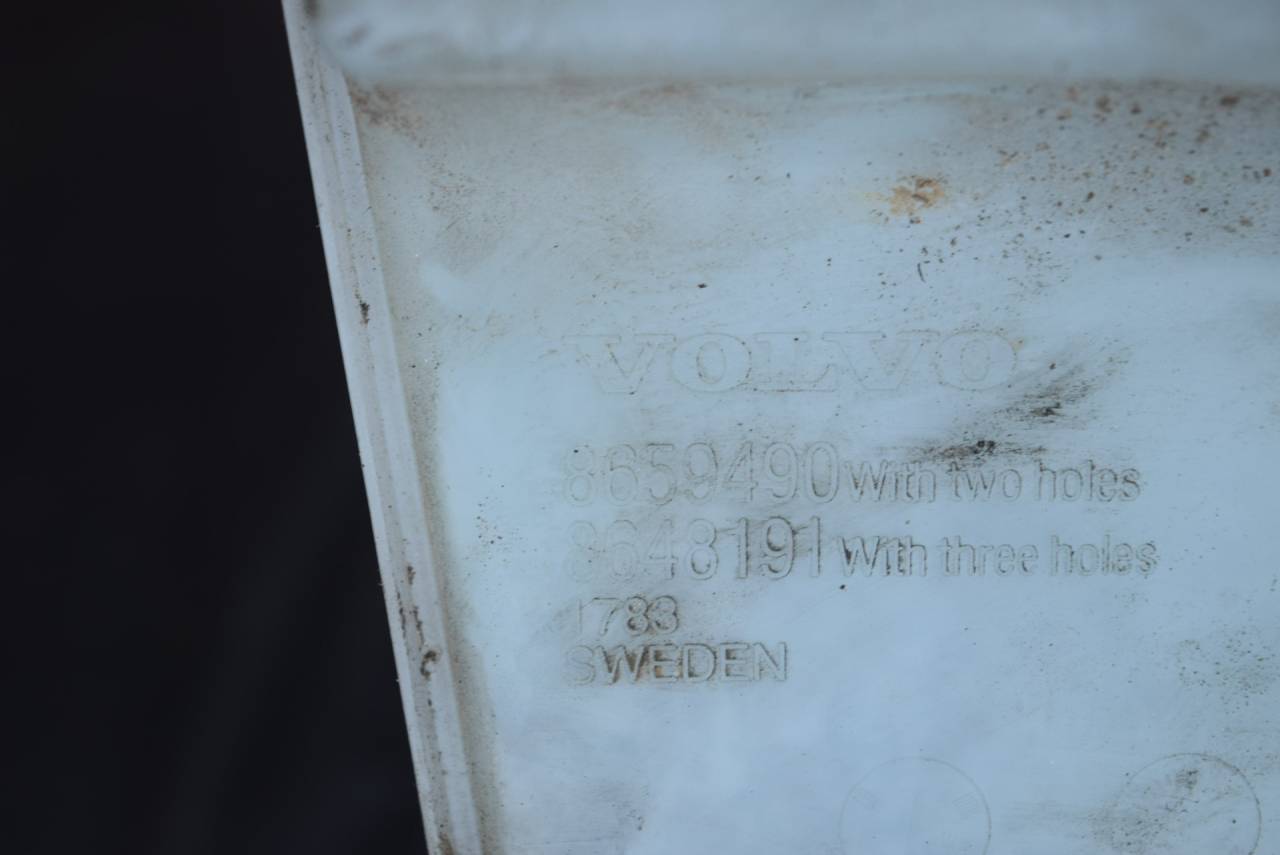 VOLVO
8659490 With two holes
8648191 With three holes
1783
SWEDEN